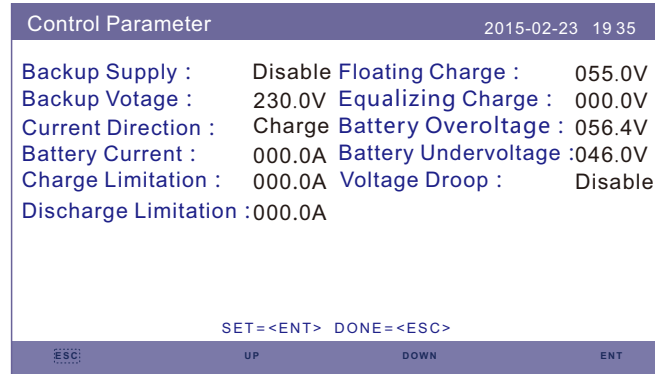 Control Parameter 2015-02-23 19 35
Backup Supply : Disable Floating Charge : 055.0V
Backup Votage : 230.0V Equalizing Charge : 000.0V
Current Direction : Charge Battery Overoltage : 056.4V
Battery Current : 000.0A Battery Undervoltage :046.0V
Charge Limitation : 000.0A Voltage Droop : Disable
Discharge Limitation :000.0A
SET=<ENT> DONE=<ESC>
ESC UP DOWN ENT